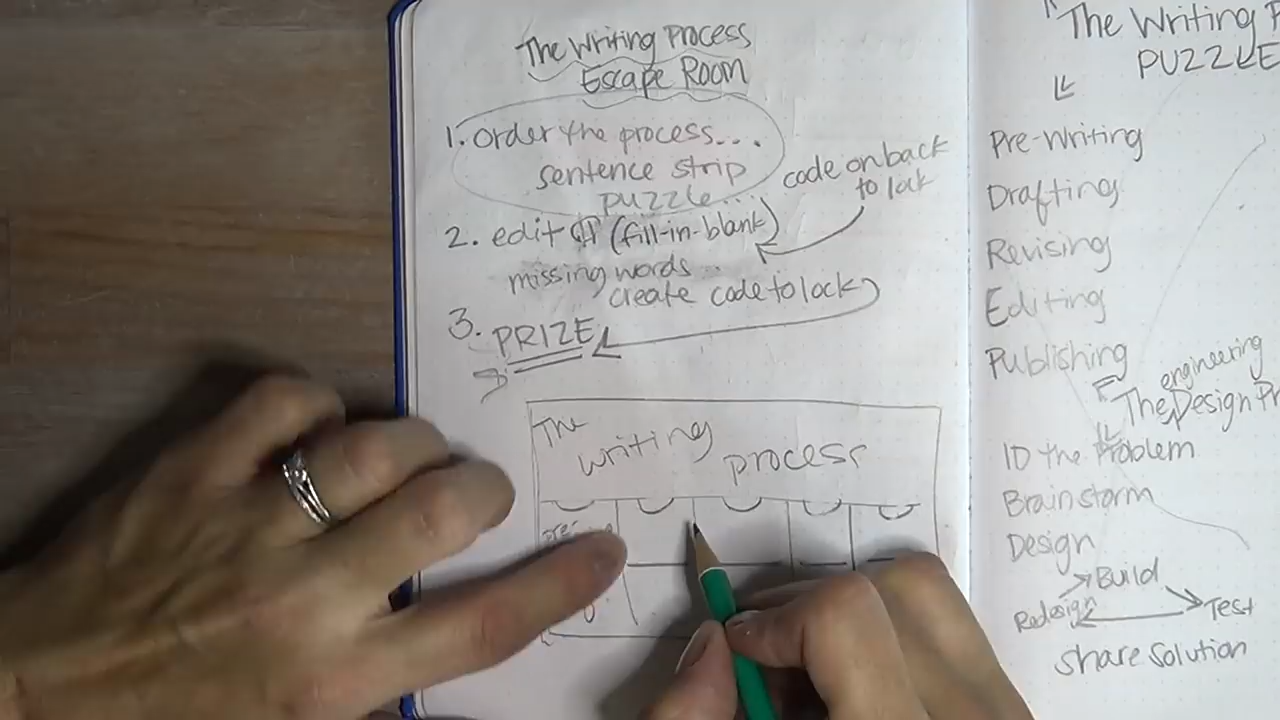 The Writing Process
Escape Room
1. order the process...
sentence strip
puzzle...
code on back
to lock
2. edit ¶ (fill-in-blank)
missing words...
create code to lock
3. PRIZE
The writing process
pre-
The Writing P
PUZZLE
Pre-Writing
Drafting
Revising
Editing
Publishing
engineering
The Design Pr
ID the Problem
Brainstorm
Design
Build
Redesign
Test
Share Solution